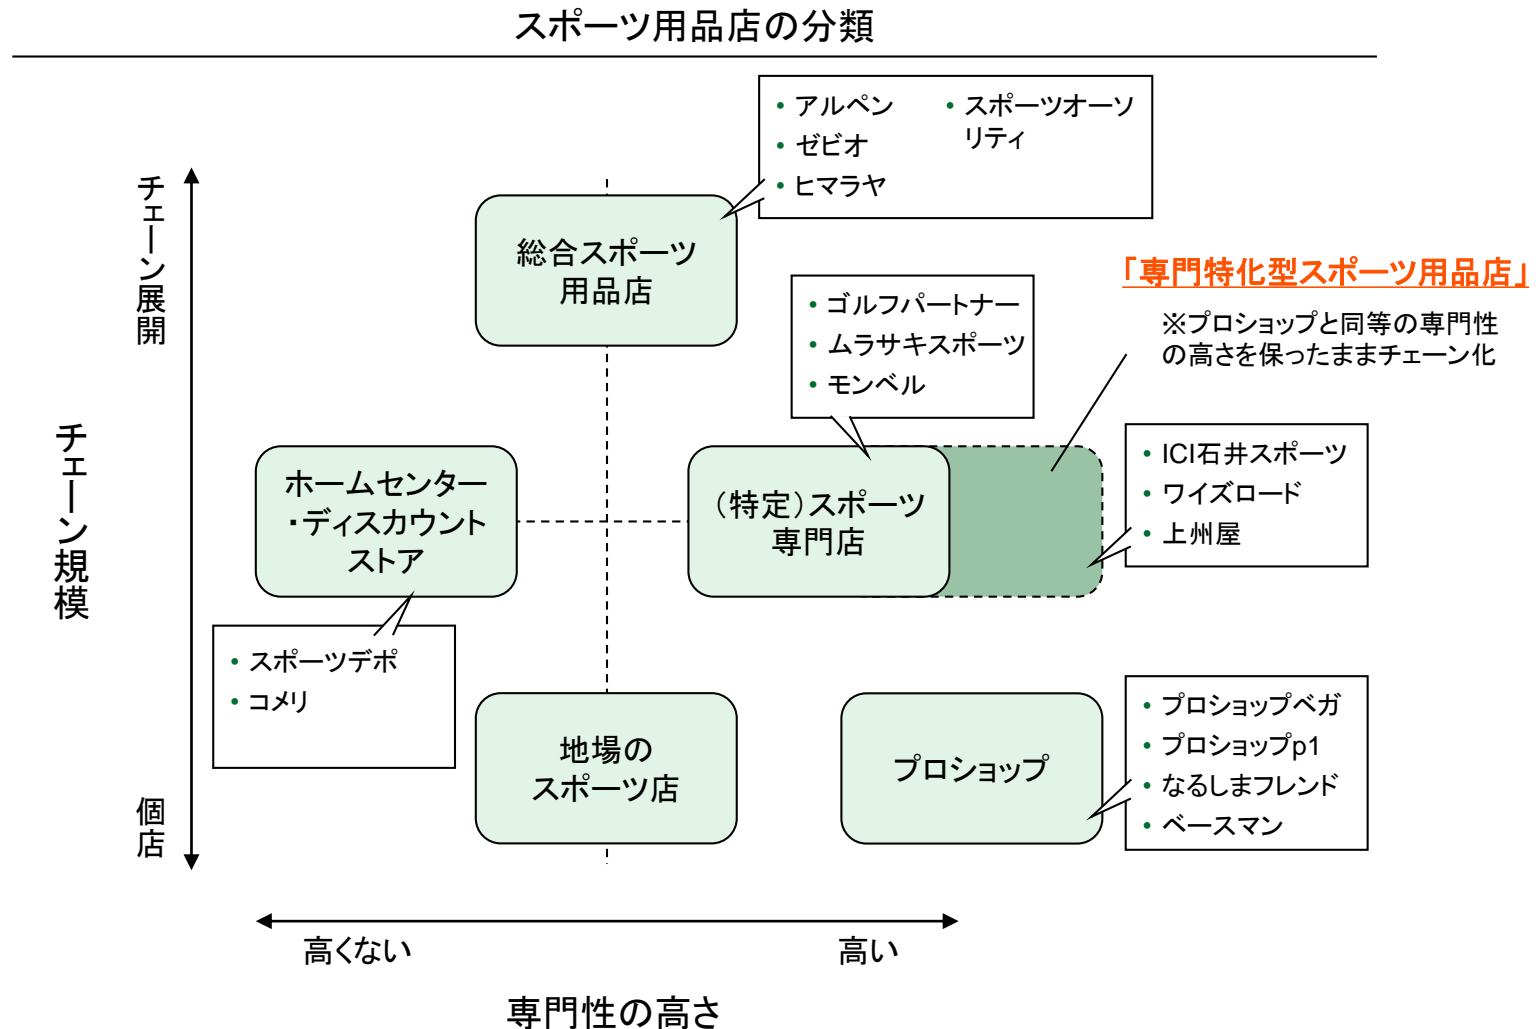 スポーツ用品店の分類
• アルペン
• ゼビオ
• ヒマラヤ
• スポーツオーソ
リティ
チェーン展開
総合スポーツ
用品店
「専門特化型スポーツ用品店」
※プロショップと同等の専門性
の高さを保ったままチェーン化
• ゴルフパートナー
• ムラサキスポーツ
• モンベル
チェーン規模
ホームセンター
・ディスカウント
ストア
（特定）スポーツ
専門店
• ICI石井スポーツ
• ワイズロード
• 上州屋
• スポーツデポ
• コメリ
地場の
スポーツ店
プロショップ
• プロショップベガ
• プロショップp1
• なるしまフレンド
• ベースマン
個店
高くない
高い
専門性の高さ